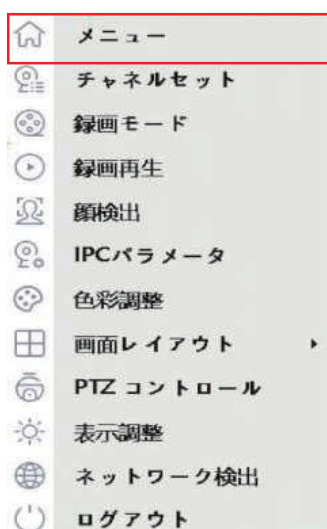 メニュー
チャネルセット
録画モード
録画再生
顔検出
IPCパラメータ
色彩調整
画面レイアウト
PTZ コントロール
表示調整
ネットワーク検出
ログアウト